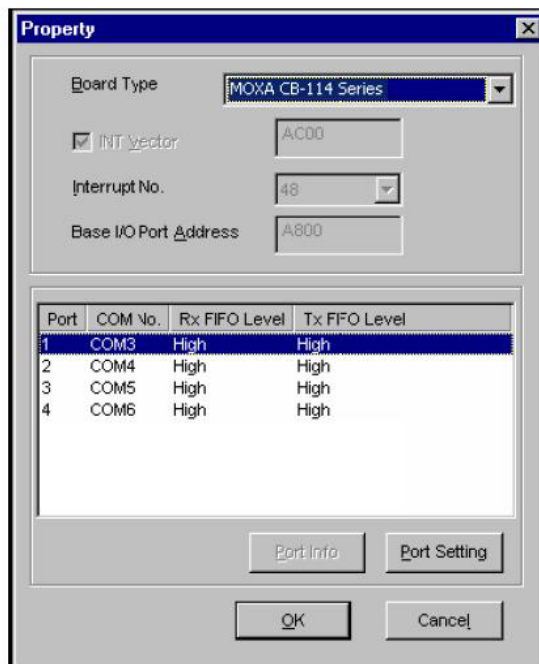 Property
Board Type MOXA CB-114 Series
INT Vector AC00
Interrupt No. 48
Base I/O Port Address A800
Port COM No. Rx FIFO Level Tx FIFO Level
1 COM3 High High
2 COM4 High High
3 COM5 High High
4 COM6 High High
Port Info Port Setting
OK Cancel